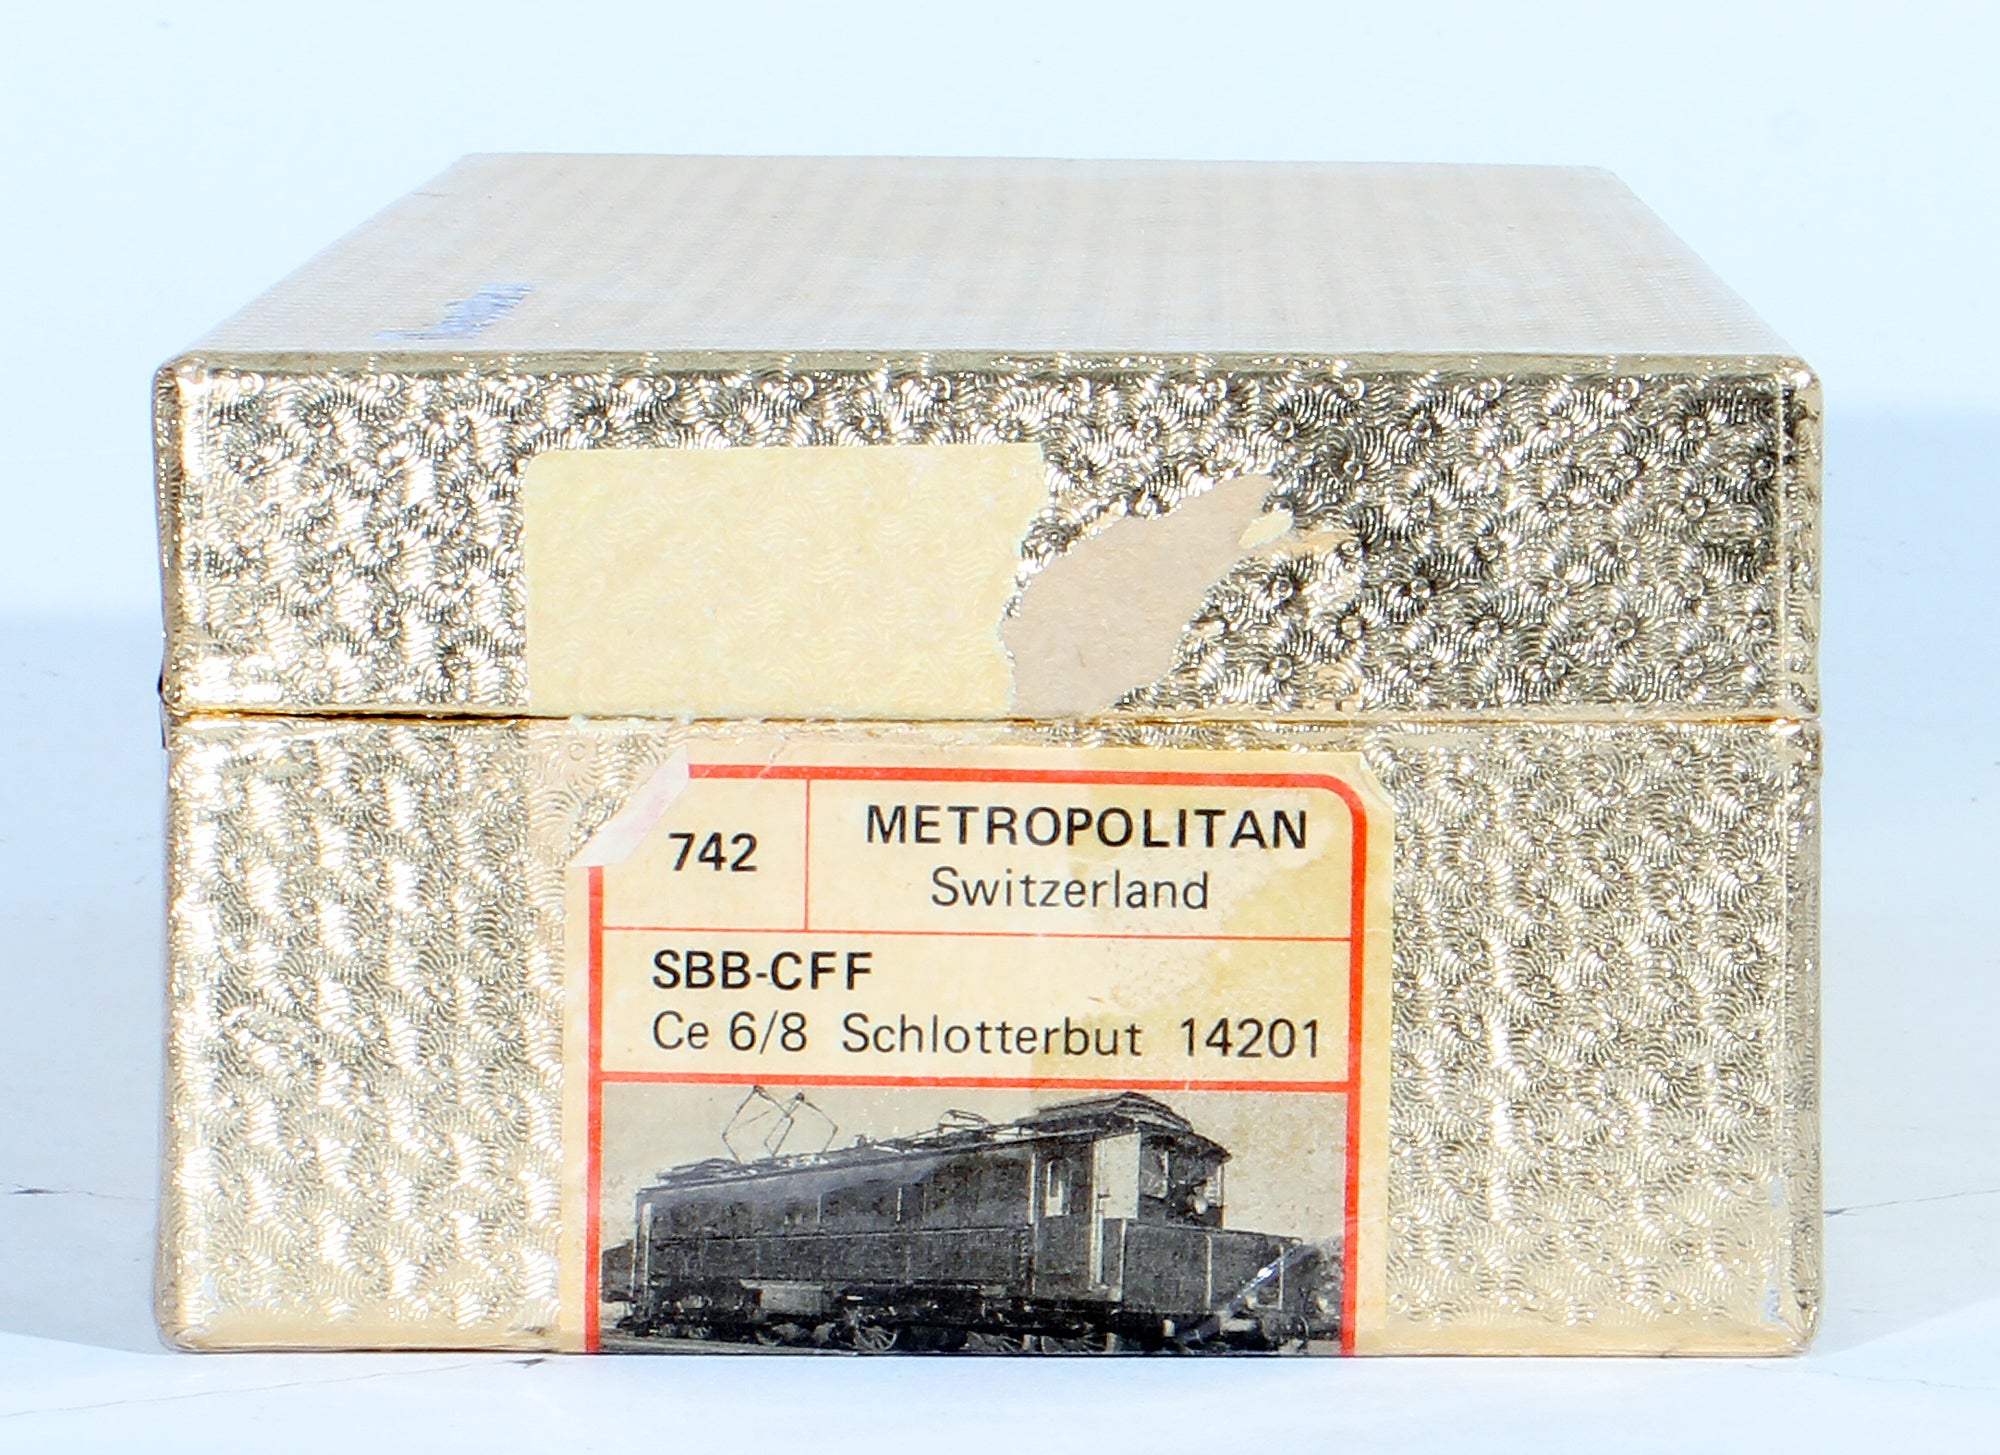 742
METROPOLITAN
Switzerland
SBB-CFF
Ce 6/8 Schlotterbut 14201